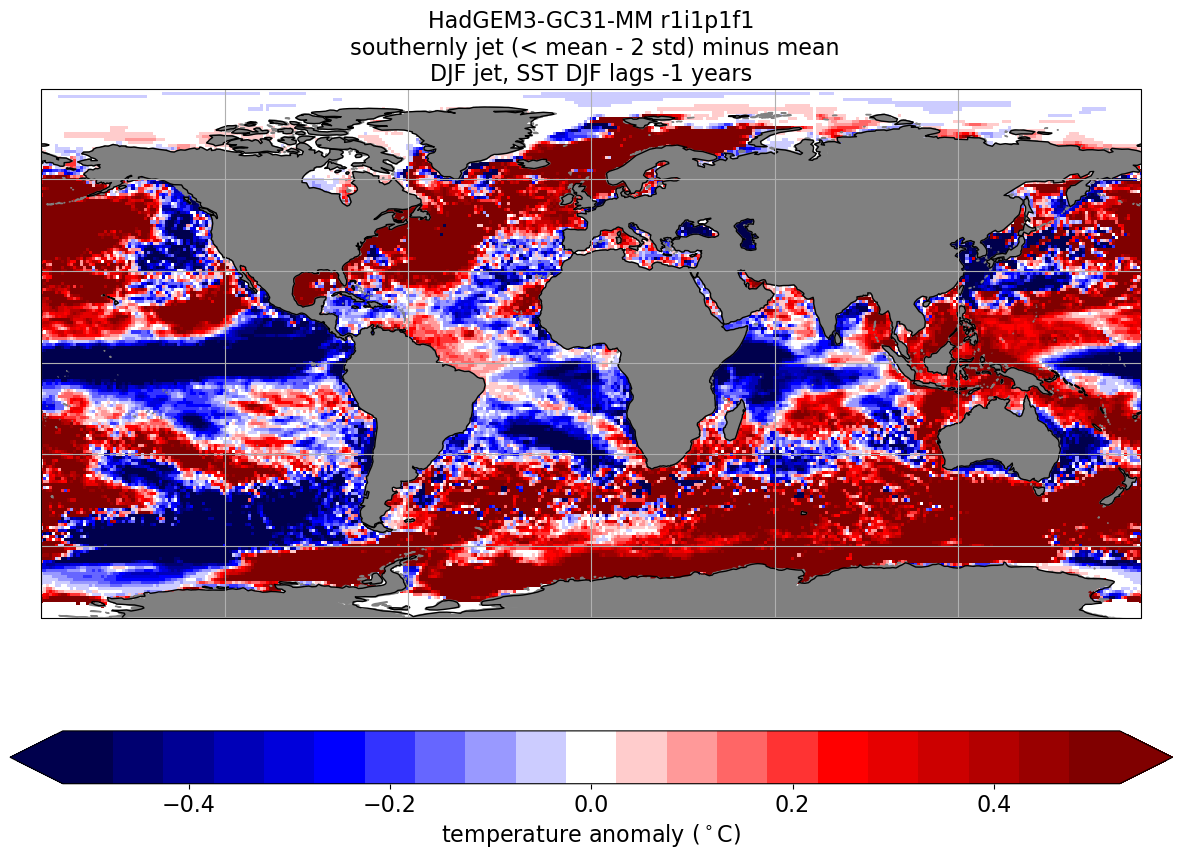 HadGEM3-GC31-MM r1i1p1f1
southernly jet (< mean - 2 std) minus mean
DJF jet, SST DJF lags -1 years
−0.4 −0.2 0.0 0.2 0.4
temperature anomaly (°C)